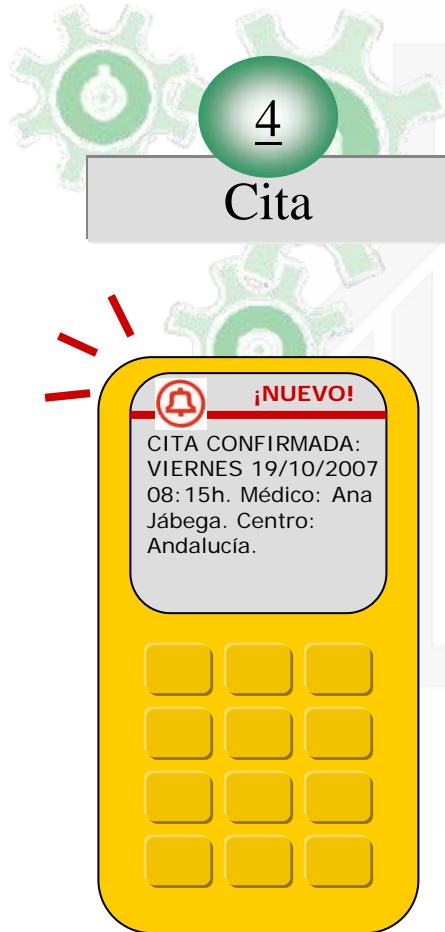 4
Cita
¡NUEVO!
CITA CONFIRMADA:
VIERNES 19/10/2007
08:15h. Médico: Ana
Jábega. Centro:
Andalucía.